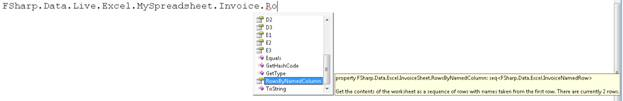 FSharp.Data.Live.Excel.MySpreadsheet.Invoice.Ro
D2
D3
E1
E2
E3
Equals
GetHashCode
GetType
RowsByNamedColumn
ToString
property FSharp.Data.Excel.InvoiceSheet.RowsByNamedColumn: seq<FSharp.Data.Excel.InvoiceNamedRow>
Get the contents of the worksheet as a sequence of rows with names taken from the first row. There are currently 2 rows.